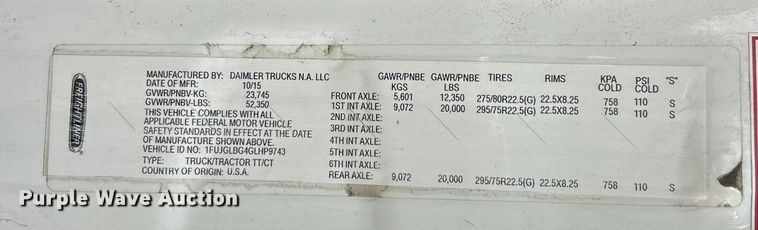 FREIGHTLINER
MANUFACTURED BY: DAIMLER TRUCKS N.A. LLC
DATE OF MFR: 10/15
GVWR/PNBV-KG: 23,745
GVWR/PNBV-LBS: 52,350
THIS VEHICLE COMPLIES WITH ALL
APPLICABLE FEDERAL MOTOR VEHICLE
SAFETY STANDARDS IN EFFECT AT THE DATE
OF MANUFACTURE SHOWN ABOVE.
VEHICLE ID NO: 1FUJGLBG4GLHP9743
TYPE: TRUCK/TRACTOR TT/CT
COUNTRY OF ORIGIN: U.S.A.
GAWR/PNBE GAWR/PNBE TIRES RIMS KPA PSI "S"
KGS LBS COLD COLD
FRONT AXLE: 5,601 12,350 275/80R22.5(G) 22.5X8.25 758 110 S
1ST INT AXLE: 9,072 20,000 295/75R22.5(G) 22.5X8.25 758 110 S
2ND INT AXLE:
3RD INT AXLE:
4TH INT AXLE:
5TH INT AXLE:
6TH INT AXLE:
REAR AXLE: 9,072 20,000 295/75R22.5(G) 22.5X8.25 758 110 S
Purple Wave Auction